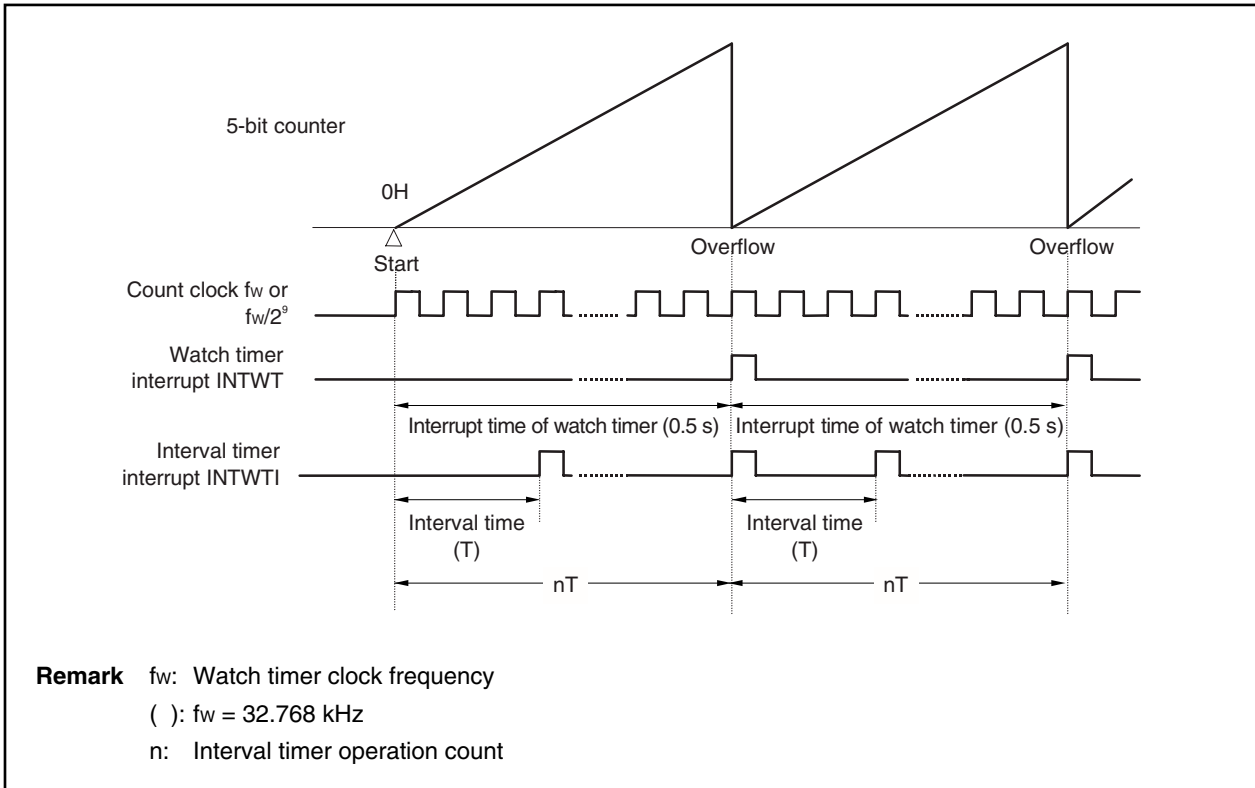 5-bit counter
0H
Start
Overflow
Overflow
Count clock fW or
fW/2⁹
Watch timer
interrupt INTWT
Interrupt time of watch timer (0.5 s)
Interrupt time of watch timer (0.5 s)
Interval timer
interrupt INTWTI
Interval time
(T)
Interval time
(T)
nT
nT
Remark fW: Watch timer clock frequency
( ): fW = 32.768 kHz
n: Interval timer operation count